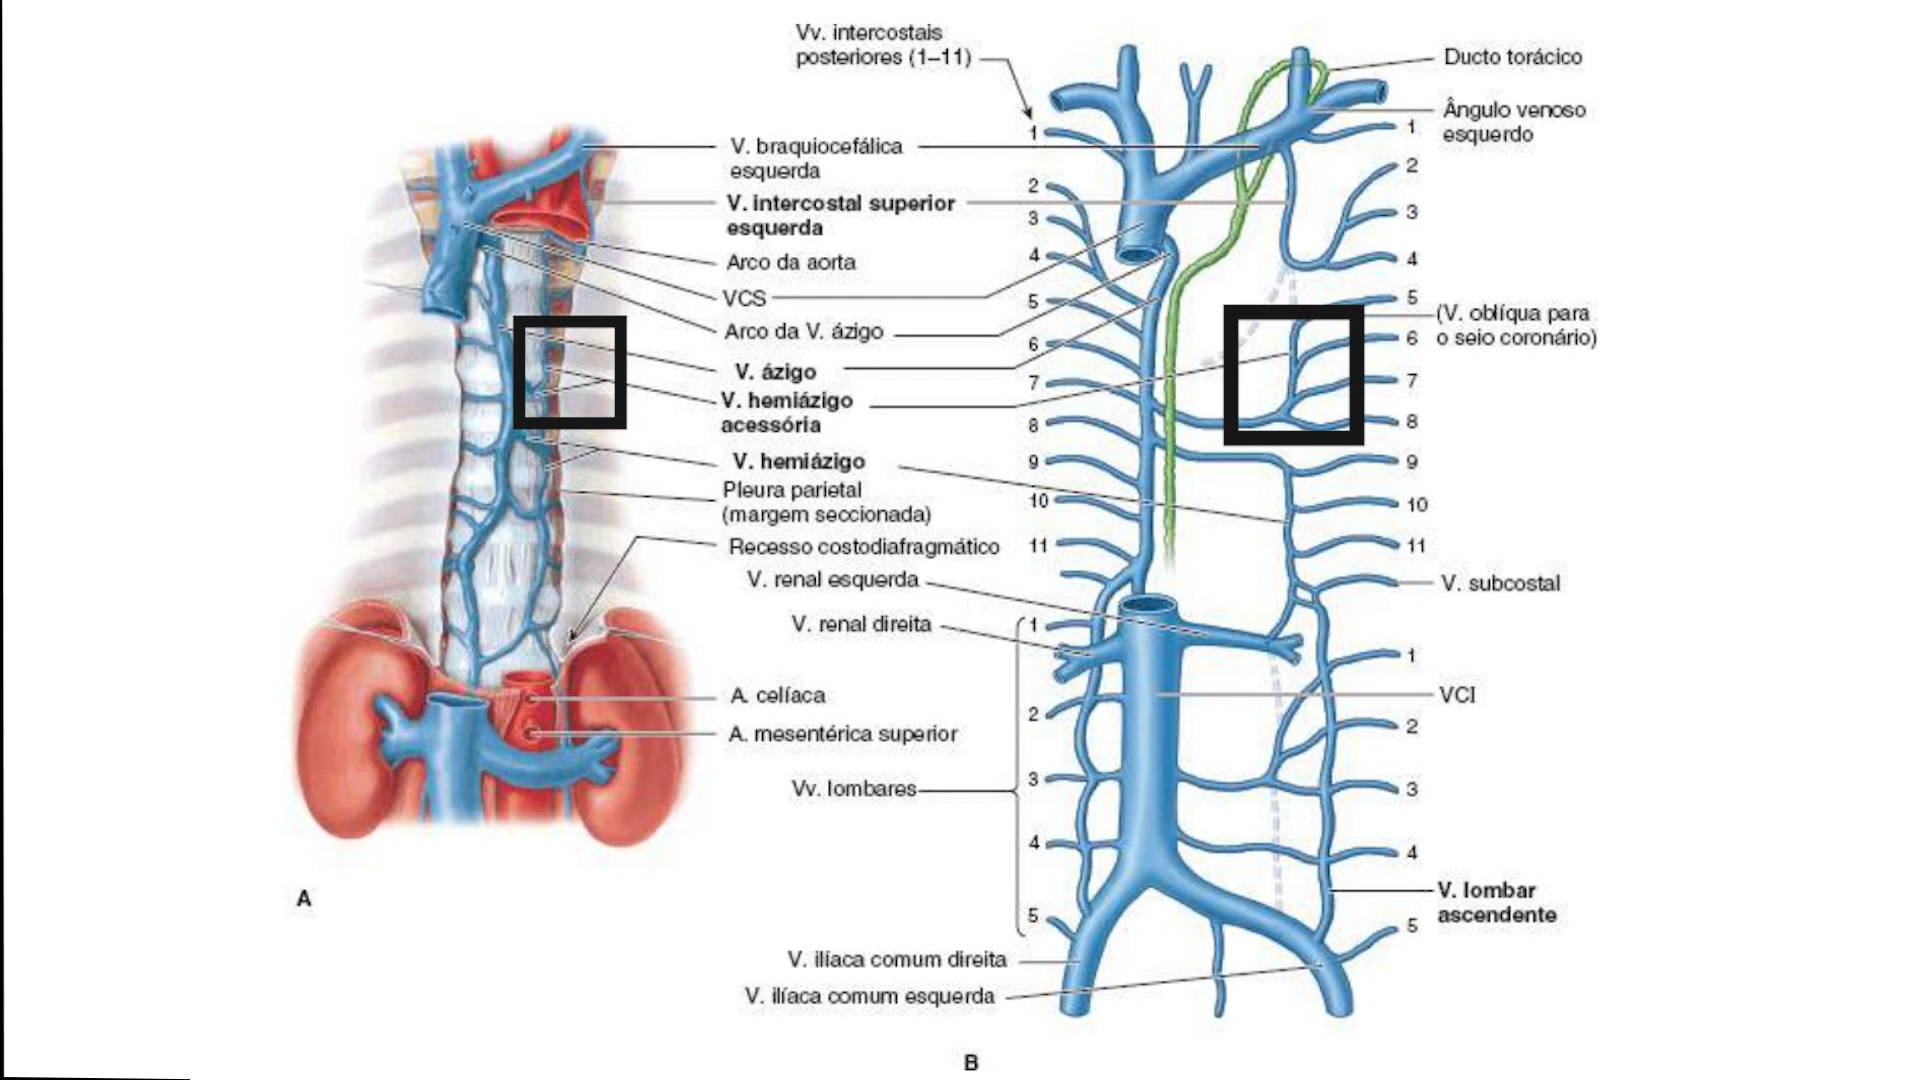 Vv. intercostais
posteriores (1–11)
V. braquiocefálica
esquerda
V. intercostal superior
esquerda
Arco da aorta
VCS
Arco da V. ázigo
V. ázigo
V. hemiázigo
acessória
V. hemiázigo
Pleura parietal
(margem seccionada)
Recesso costodiafragmático
V. renal esquerda
V. renal direita
A. celíaca
A. mesentérica superior
Vv. lombares
V. ilíaca comum direita
V. ilíaca comum esquerda
A
1
2
3
4
5
6
7
8
9
10
11
1
2
3
4
5
Ducto torácico
Ângulo venoso
esquerdo
1
2
3
4
5
(V. oblíqua para
6 o seio coronário)
7
8
9
10
11
V. subcostal
1
VCI
2
3
4
V. lombar
ascendente
5
B